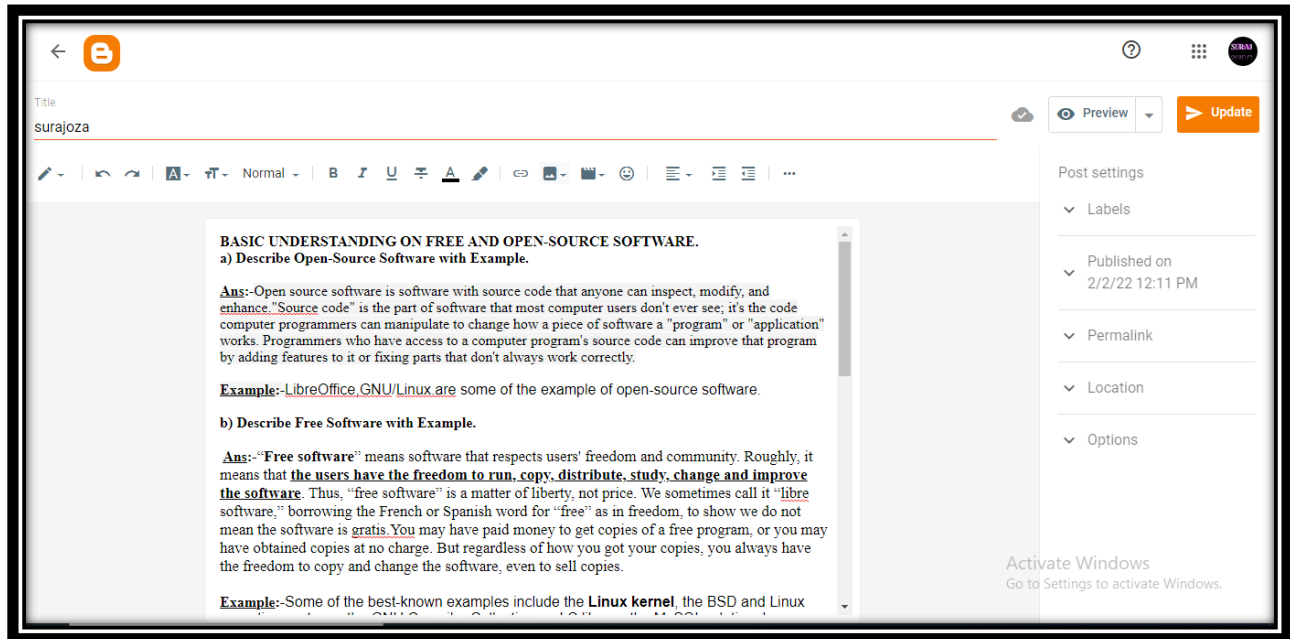 SURAJ
Title
surajoza
Preview
Update
Normal
B I U A
Post settings
Labels
Published on
2/2/22 12:11 PM
Permalink
Location
Options
BASIC UNDERSTANDING ON FREE AND OPEN-SOURCE SOFTWARE.
a) Describe Open-Source Software with Example.
Ans:-Open source software is software with source code that anyone can inspect, modify, and
enhance."Source code" is the part of software that most computer users don't ever see; it's the code
computer programmers can manipulate to change how a piece of software a "program" or "application"
works. Programmers who have access to a computer program's source code can improve that program
by adding features to it or fixing parts that don't always work correctly.
Example:-LibreOffice,GNU/Linux.are some of the example of open-source software.
b) Describe Free Software with Example.
Ans:-“Free software” means software that respects users' freedom and community. Roughly, it
means that the users have the freedom to run, copy, distribute, study, change and improve
the software. Thus, “free software” is a matter of liberty, not price. We sometimes call it “libre
software,” borrowing the French or Spanish word for “free” as in freedom, to show we do not
mean the software is gratis.You may have paid money to get copies of a free program, or you may
have obtained copies at no charge. But regardless of how you got your copies, you always have
the freedom to copy and change the software, even to sell copies.
Example:-Some of the best-known examples include the Linux kernel, the BSD and Linux
Activate Windows
Go to Settings to activate Windows.